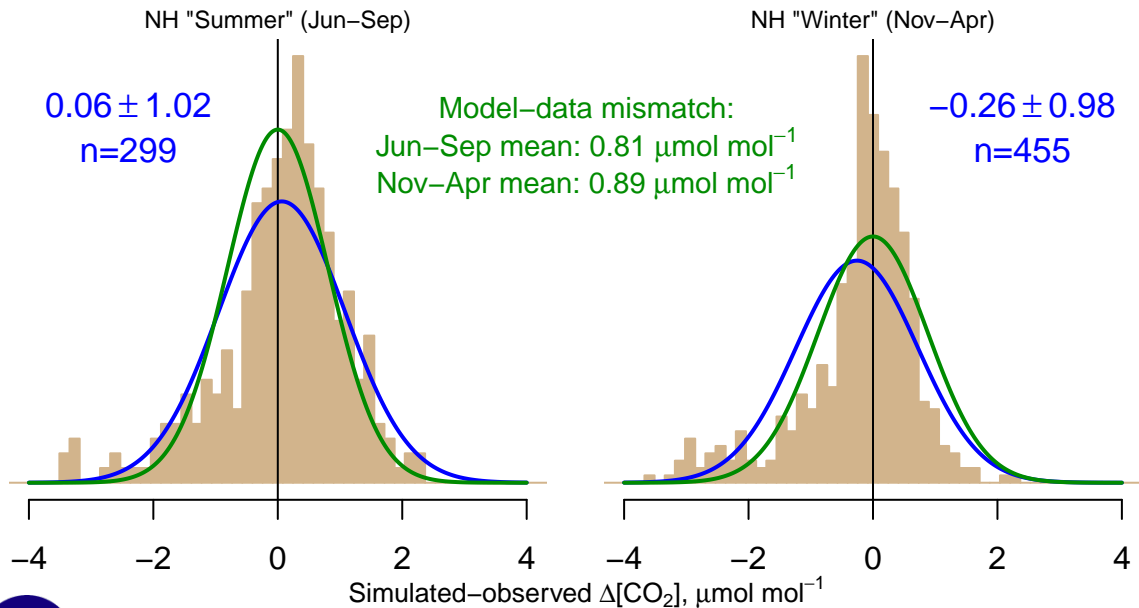 NH "Summer" (Jun−Sep)
0.06 ± 1.02
n=299
Model−data mismatch:
Jun−Sep mean: 0.81 μmol mol⁻¹
Nov−Apr mean: 0.89 μmol mol⁻¹
NH "Winter" (Nov−Apr)
−0.26 ± 0.98
n=455
−4 −2 0 2 4
−4 −2 0 2 4
Simulated−observed Δ[CO₂], μmol mol⁻¹